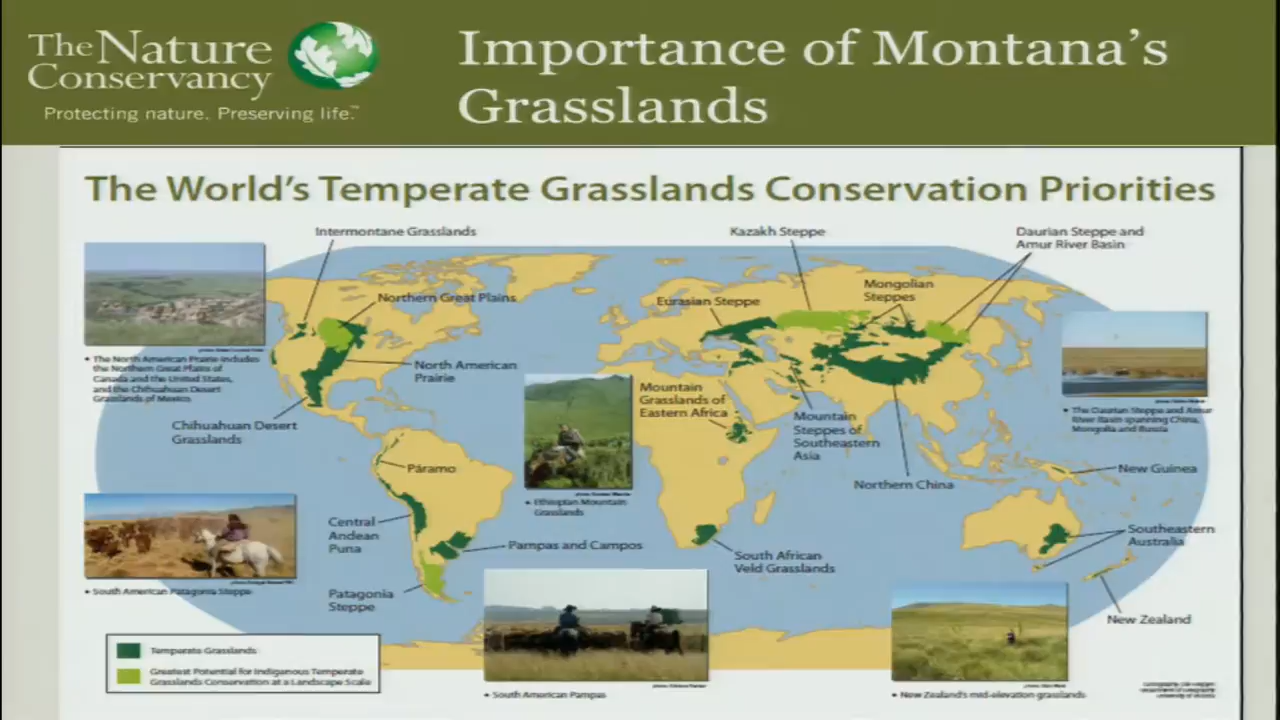 The Nature
Conservancy
Protecting nature. Preserving life.™
Importance of Montana's
Grasslands
The World's Temperate Grasslands Conservation Priorities
Intermontane Grasslands
Kazakh Steppe
Daurian Steppe and
Amur River Basin
Northern Great Plains
Eurasian Steppe
Mongolian
Steppes
• The North American Prairie includes
the Northern Great Plains of
Canada and the United States,
and the Chihuahuan Desert
Grasslands of Mexico
North American
Prairie
Mountain
Grasslands of
Eastern Africa
• The Daurian Steppe and Amur
River Basin spanning China,
Mongolia and Russia
Chihuahuan Desert
Grasslands
Mountain
Steppes of
Southeastern
Asia
Páramo
New Guinea
Northern China
• Ethiopian Mountain
Grasslands
Central
Andean
Puna
Pampas and Campos
Southeastern
Australia
South African
Veld Grasslands
• South American Patagonia Steppe
Patagonia
Steppe
New Zealand
Temperate Grasslands
Greatest Potential for Indigenous Temperate
Grasslands Conservation at a Landscape Scale
• South American Pampas
• New Zealand's mid-elevation grasslands